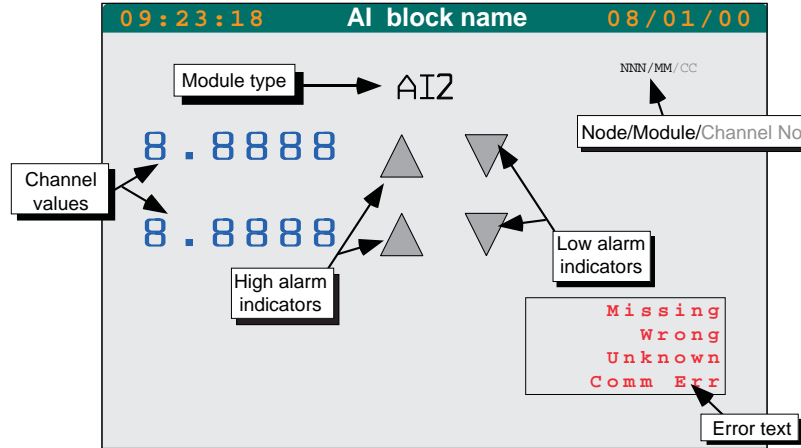 09:23:18 AI block name 08/01/00
Module type
AI2
NNN/MM/CC
Node/Module/Channel No
8.8888
Channel
values
8.8888
High alarm
indicators
Low alarm
indicators
Missing
Wrong
Unknown
Comm Err
Error text